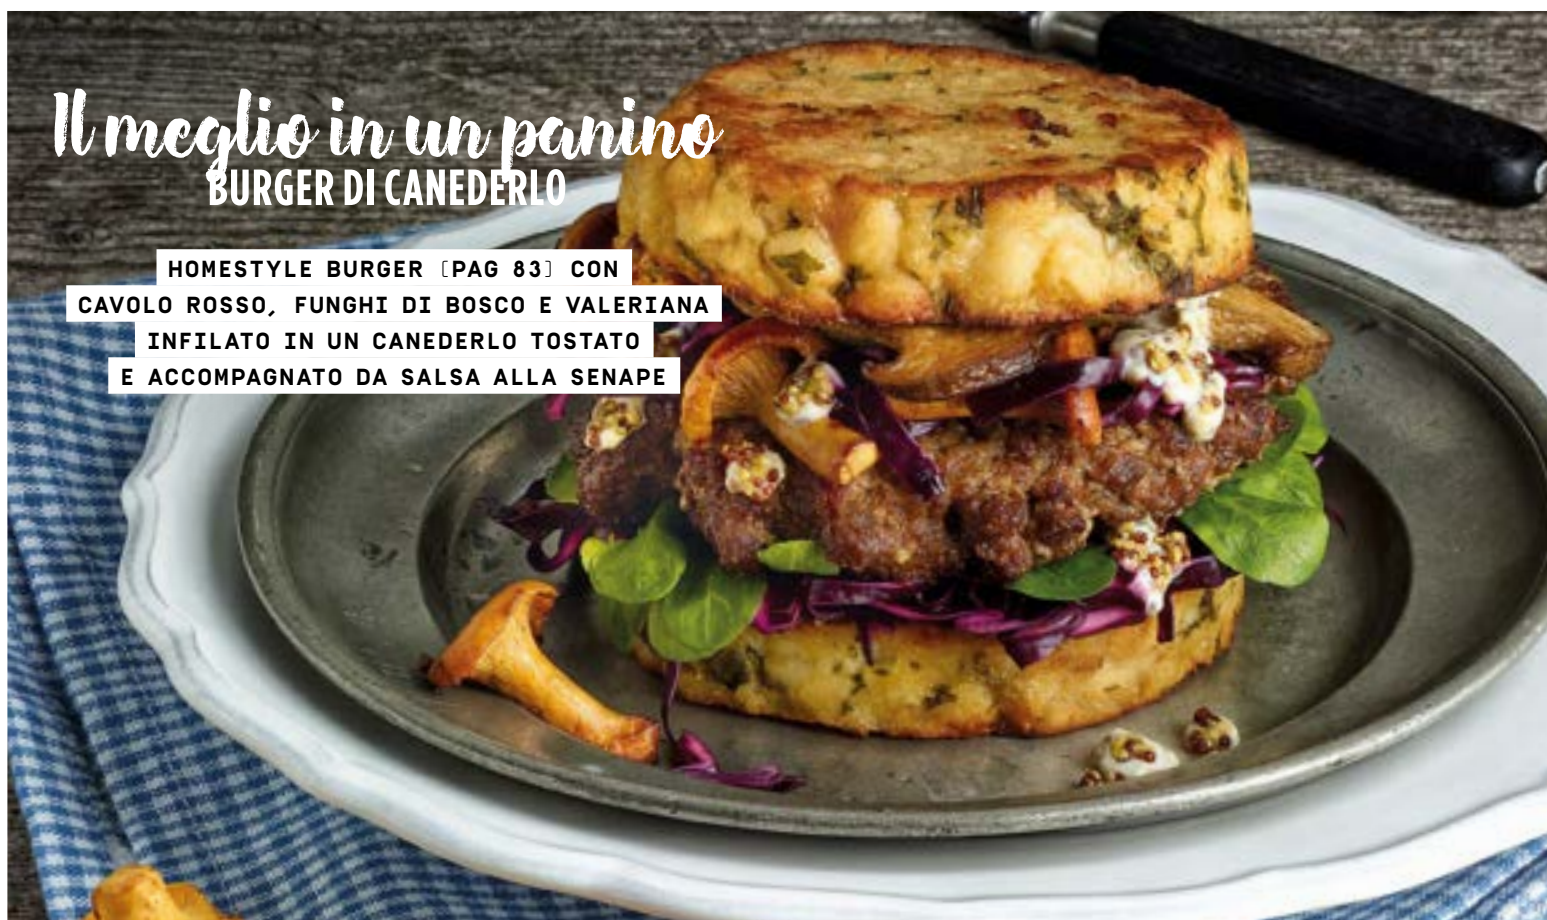 Il meglio in un panino
BURGER DI CANEDERLO
HOMESTYLE BURGER [PAG 83] CON
CAVOLO ROSSO, FUNGHI DI BOSCO E VALERIANA
INFILATO IN UN CANEDERLO TOSTATO
E ACCOMPAGNATO DA SALSA ALLA SENAPE